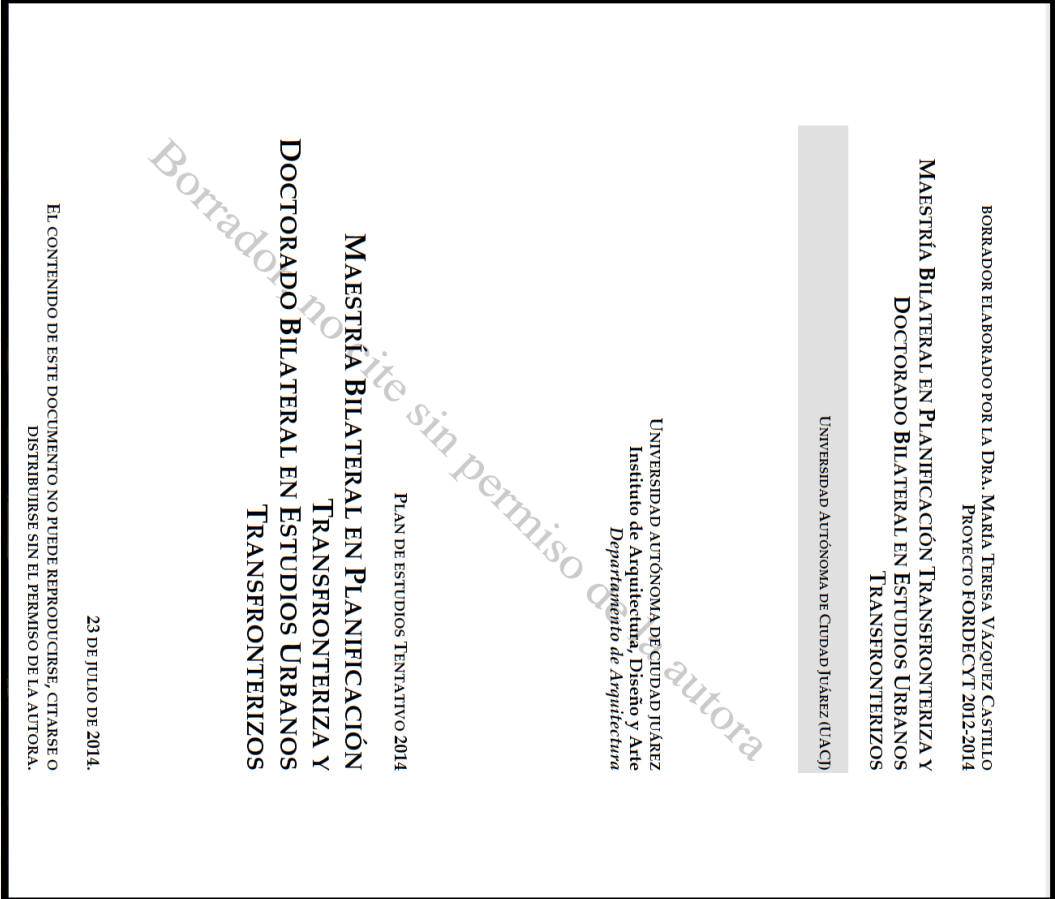 BORRADOR ELABORADO POR LA DRA. MARÍA TERESA VÁZQUEZ CASTILLO
PROYECTO FORDECYT 2012-2014
MAESTRÍA BILATERAL EN PLANIFICACIÓN TRANSFRONTERIZA Y
DOCTORADO BILATERAL EN ESTUDIOS URBANOS
TRANSFRONTERIZOS
UNIVERSIDAD AUTÓNOMA DE CIUDAD JUÁREZ (UACJ)
UNIVERSIDAD AUTÓNOMA DE CIUDAD JUÁREZ
Instituto de Arquitectura, Diseño y Arte
Departamento de Arquitectura
PLAN DE ESTUDIOS TENTATIVO 2014
MAESTRÍA BILATERAL EN PLANIFICACIÓN
TRANSFRONTERIZA Y
DOCTORADO BILATERAL EN ESTUDIOS URBANOS
TRANSFRONTERIZOS
23 DE JULIO DE 2014.
EL CONTENIDO DE ESTE DOCUMENTO NO PUEDE REPRODUCIRSE, CITARSE O
DISTRIBUIRSE SIN EL PERMISO DE LA AUTORA.
Borrador, no cite sin permiso de la autora